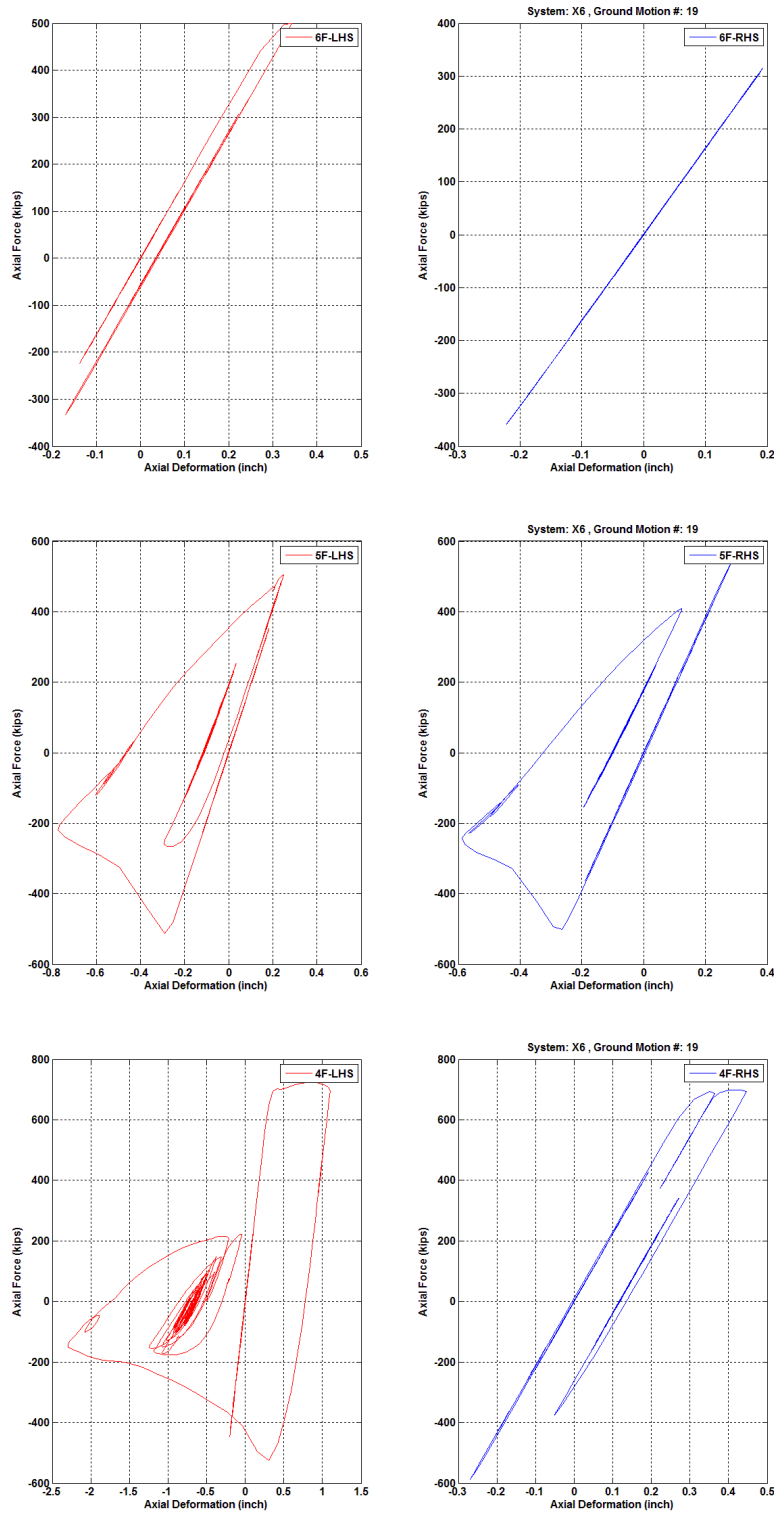 System: X6 , Ground Motion #: 19
500
400
300
200
100
0
-100
-200
-300
-400
6F-LHS
Axial Force (kips)
-0.2 -0.1 0 0.1 0.2 0.3 0.4 0.5
Axial Deformation (inch)
400
300
200
100
0
-100
-200
-300
-400
6F-RHS
Axial Force (kips)
-0.3 -0.2 -0.1 0 0.1 0.2 0.3
Axial Deformation (inch)
System: X6 , Ground Motion #: 19
600
400
200
0
-200
-400
-600
5F-LHS
Axial Force (kips)
-0.8 -0.6 -0.4 -0.2 0 0.2 0.4 0.6
Axial Deformation (inch)
600
400
200
0
-200
-400
-600
5F-RHS
Axial Force (kips)
-0.6 -0.4 -0.2 0 0.2 0.4
Axial Deformation (inch)
System: X6 , Ground Motion #: 19
800
600
400
200
0
-200
-400
-600
4F-LHS
Axial Force (kips)
-2.5 -2 -1.5 -1 -0.5 0 0.5 1 1.5
Axial Deformation (inch)
800
600
400
200
0
-200
-400
-600
4F-RHS
Axial Force (kips)
-0.3 -0.2 -0.1 0 0.1 0.2 0.3 0.4 0.5
Axial Deformation (inch)